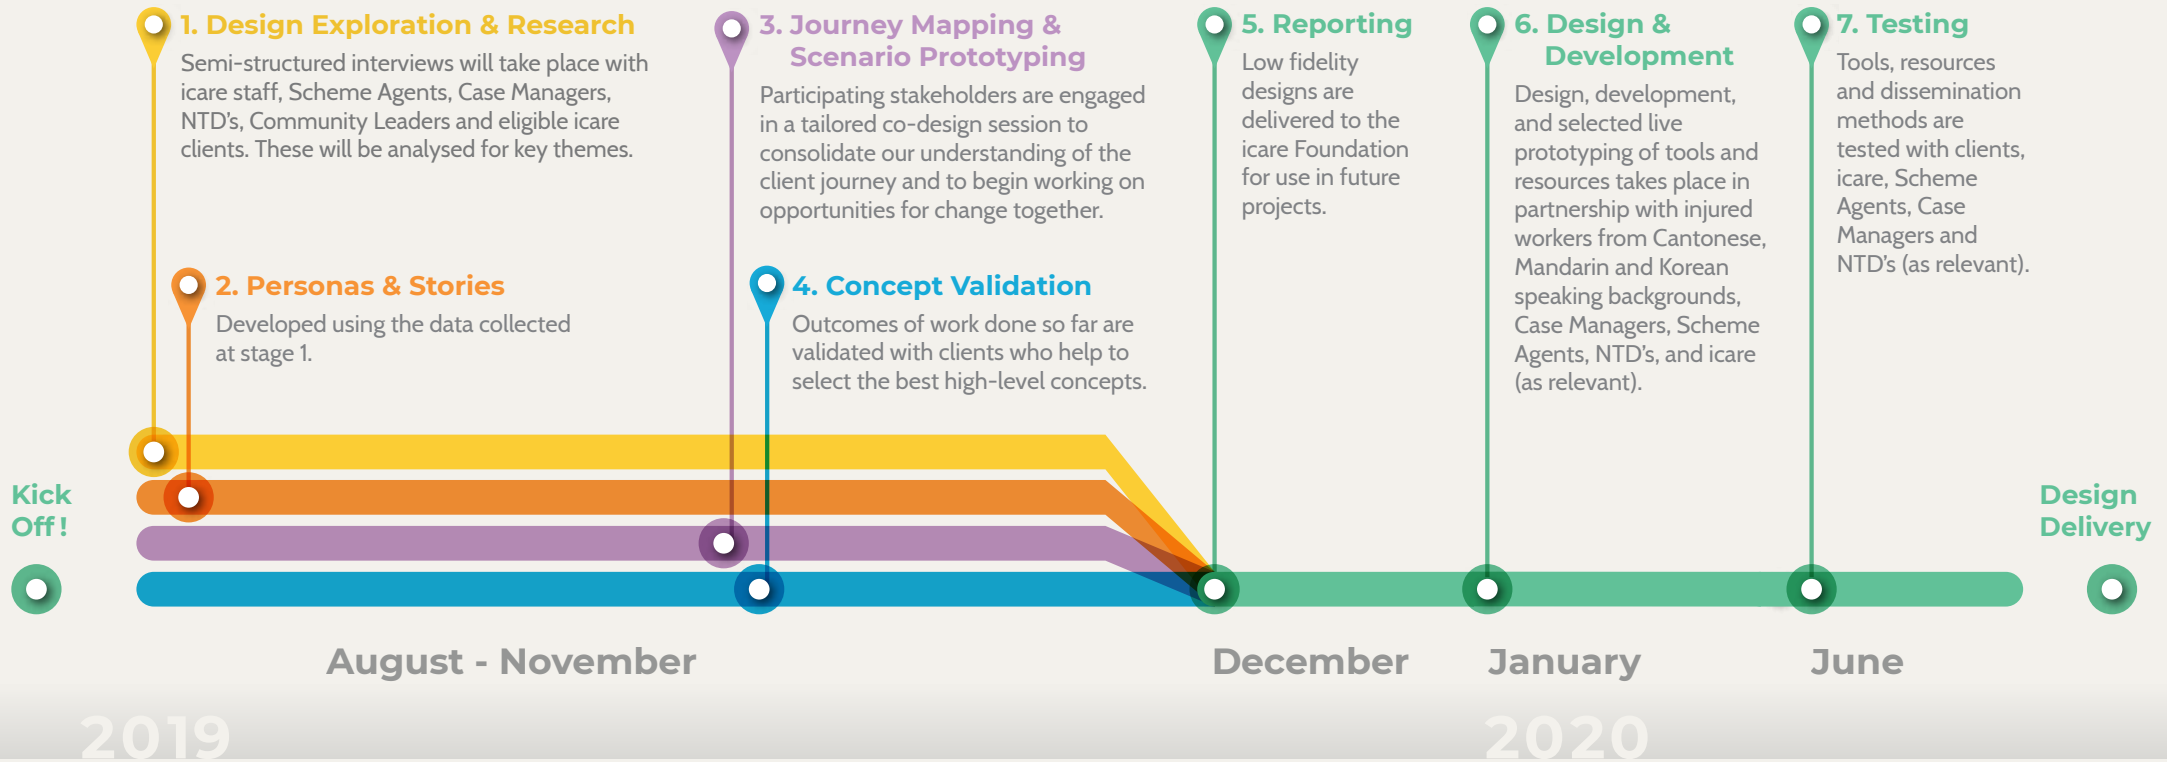 1. Design Exploration & Research
Semi-structured interviews will take place with
icare staff, Scheme Agents, Case Managers,
NTD's, Community Leaders and eligible icare
clients. These will be analysed for key themes.
2. Personas & Stories
Developed using the data collected
at stage 1.
3. Journey Mapping &
Scenario Prototyping
Participating stakeholders are engaged
in a tailored co-design session to
consolidate our understanding of the
client journey and to begin working on
opportunities for change together.
4. Concept Validation
Outcomes of work done so far are
validated with clients who help to
select the best high-level concepts.
5. Reporting
Low fidelity
designs are
delivered to the
icare Foundation
for use in future
projects.
6. Design &
Development
Design, development,
and selected live
prototyping of tools and
resources takes place in
partnership with injured
workers from Cantonese,
Mandarin and Korean
speaking backgrounds,
Case Managers, Scheme
Agents, NTD's, and icare
(as relevant).
7. Testing
Tools, resources
and dissemination
methods are
tested with clients,
icare, Scheme
Agents, Case
Managers and
NTD's (as relevant).
Kick
Off !
Design
Delivery
August - November
December
January
June
2019
2020